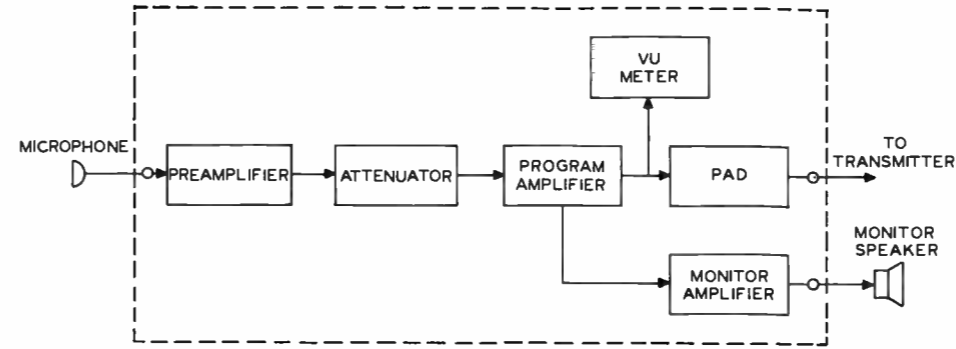 VU
METER
MICROPHONE
PREAMPLIFIER
ATTENUATOR
PROGRAM
AMPLIFIER
PAD
TO
TRANSMITTER
MONITOR
SPEAKER
MONITOR
AMPLIFIER